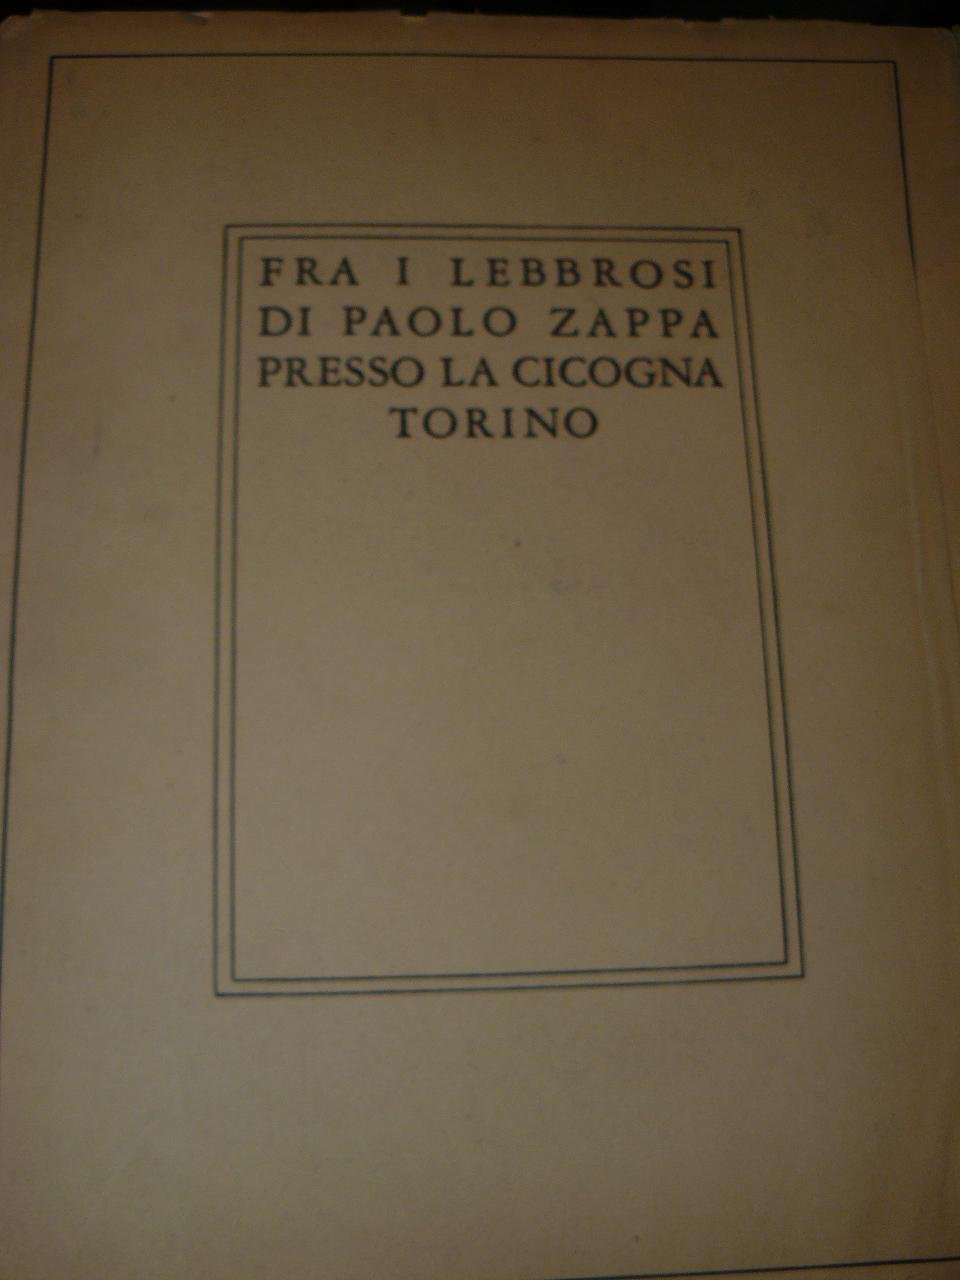 FRA I LEBBROSI
DI PAOLO ZAPPA
PRESSO LA CICOGNA
TORINO